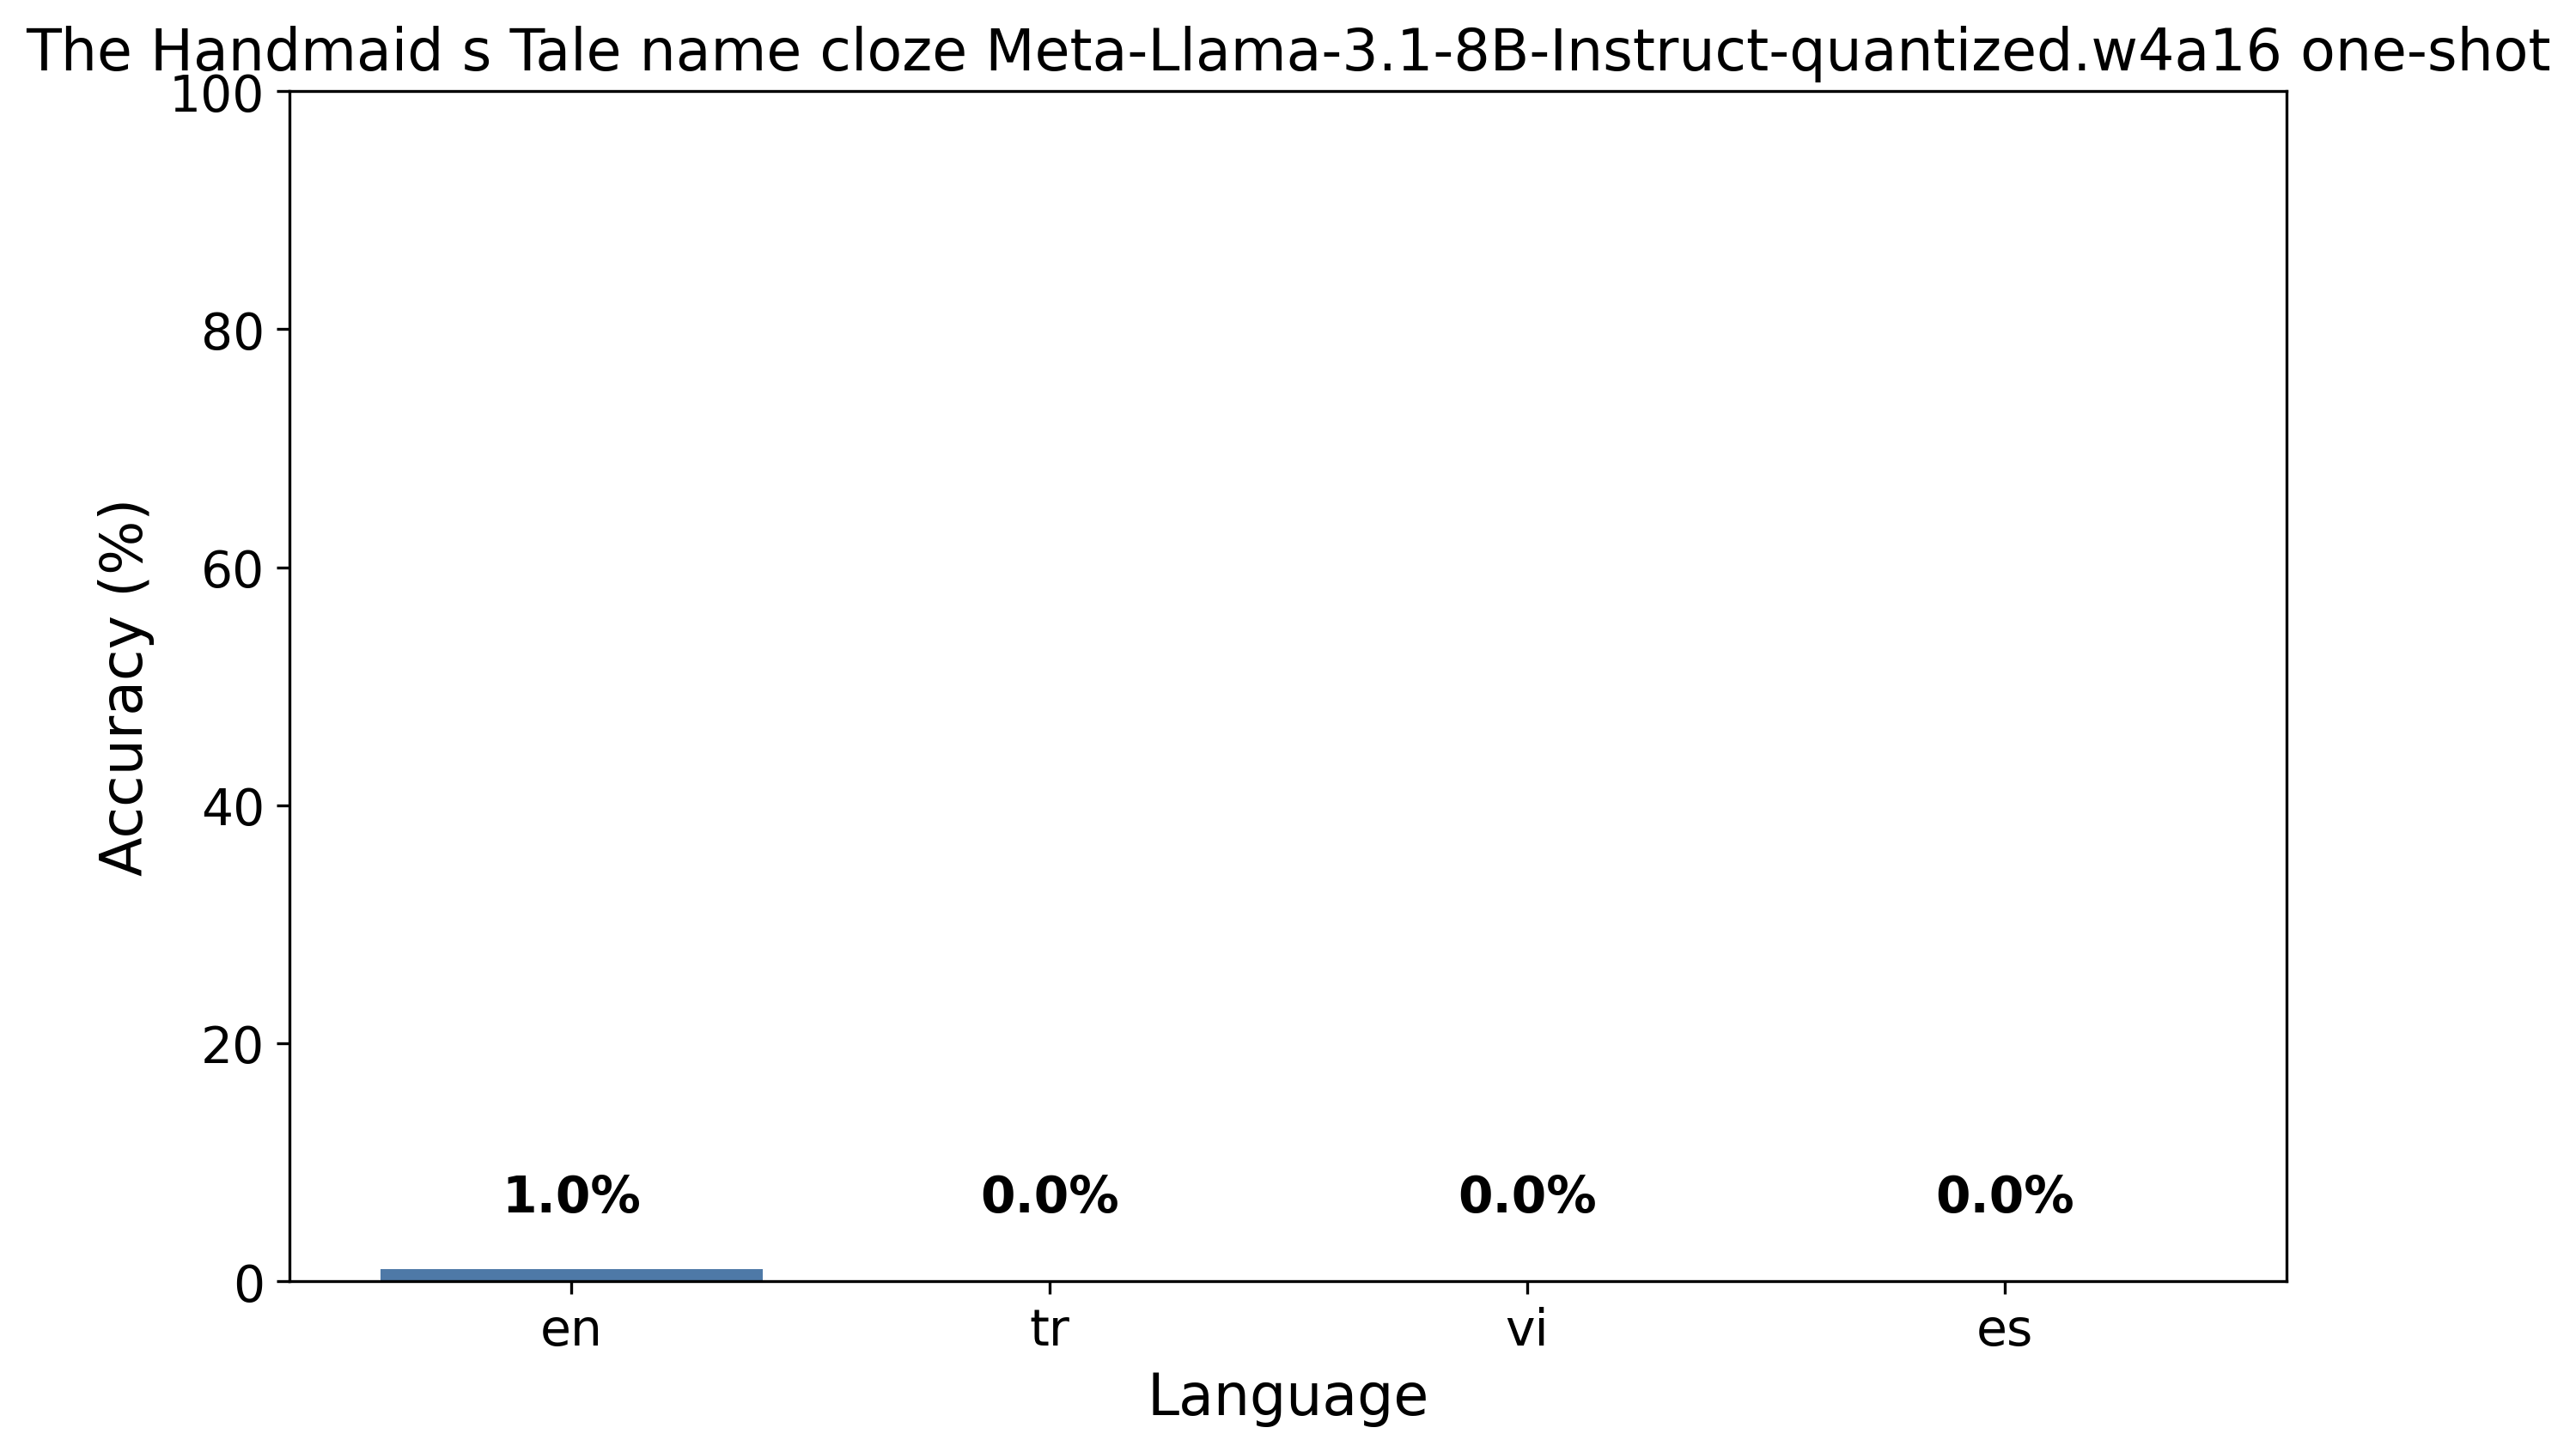 The Handmaid s Tale name cloze Meta-Llama-3.1-8B-Instruct-quantized.w4a16 one-shot
100
80
60
40
20
0
Accuracy (%)
1.0% 0.0% 0.0% 0.0%
en tr vi es
Language